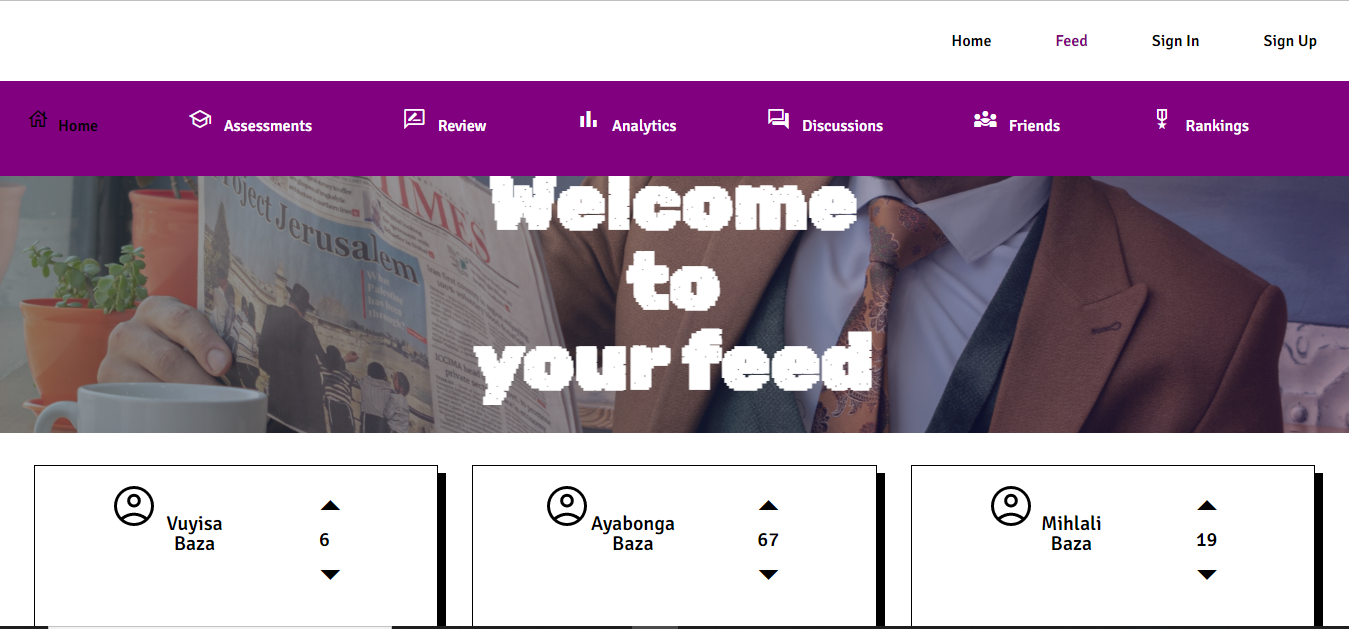 Home Feed Sign In Sign Up
Home Assessments Review Analytics Discussions Friends Rankings
Project Jerusalem
TIMES
Welcome
to
your feed
Vuyisa
Baza
6
Ayabonga
Baza
67
Mihlali
Baza
19